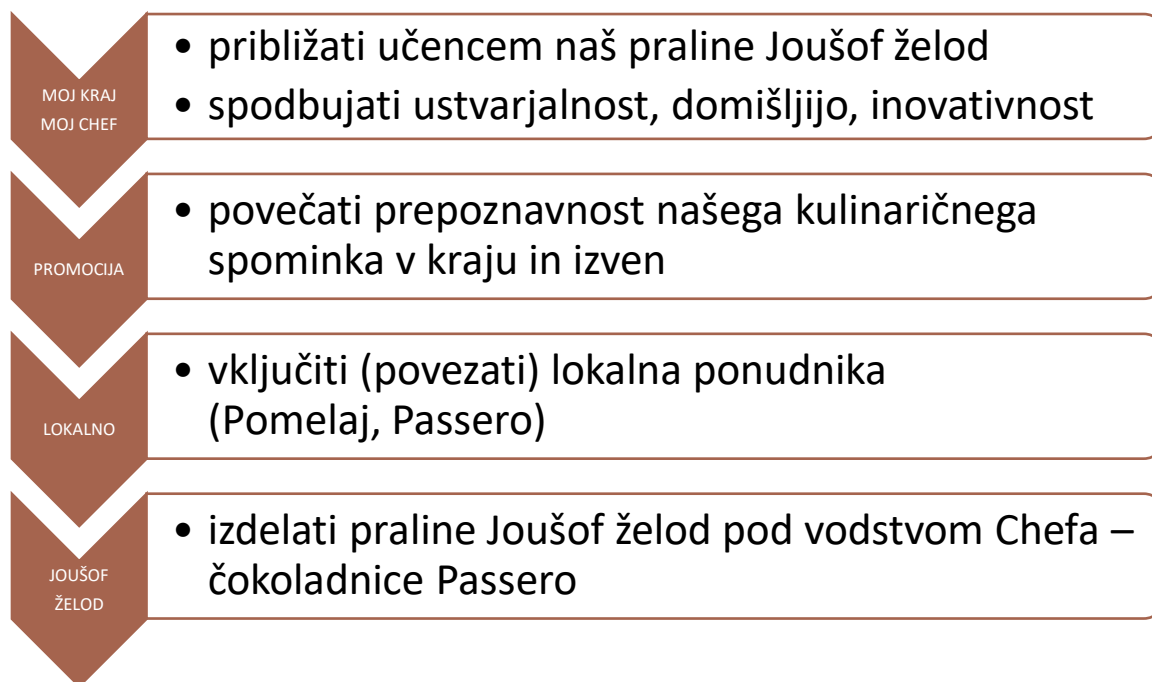 MOJ KRAJ
MOJ CHEF
• približati učencem naš praline Joušof želod
• spodbujati ustvarjalnost, domišljijo, inovativnost
PROMOCIJA
• povečati prepoznavnost našega kulinaričnega
spominka v kraju in izven
LOKALNO
• vključiti (povezati) lokalna ponudnika
(Pomelaj, Passero)
JOUŠOF
ŽELOD
• izdelati praline Joušof želod pod vodstvom Chefa –
čokoladnice Passero